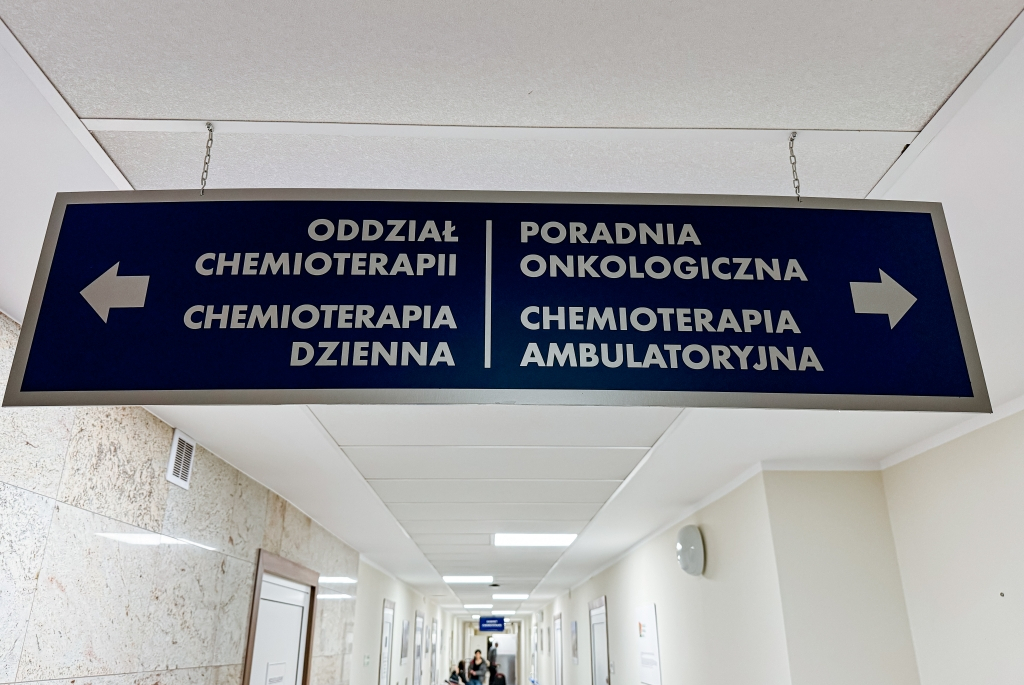 ODDZIAŁ
CHEMIOTERAPII
CHEMIOTERAPIA
DZIENNA
PORADNIA
ONKOLOGICZNA
CHEMIOTERAPIA
AMBULATORYJNA